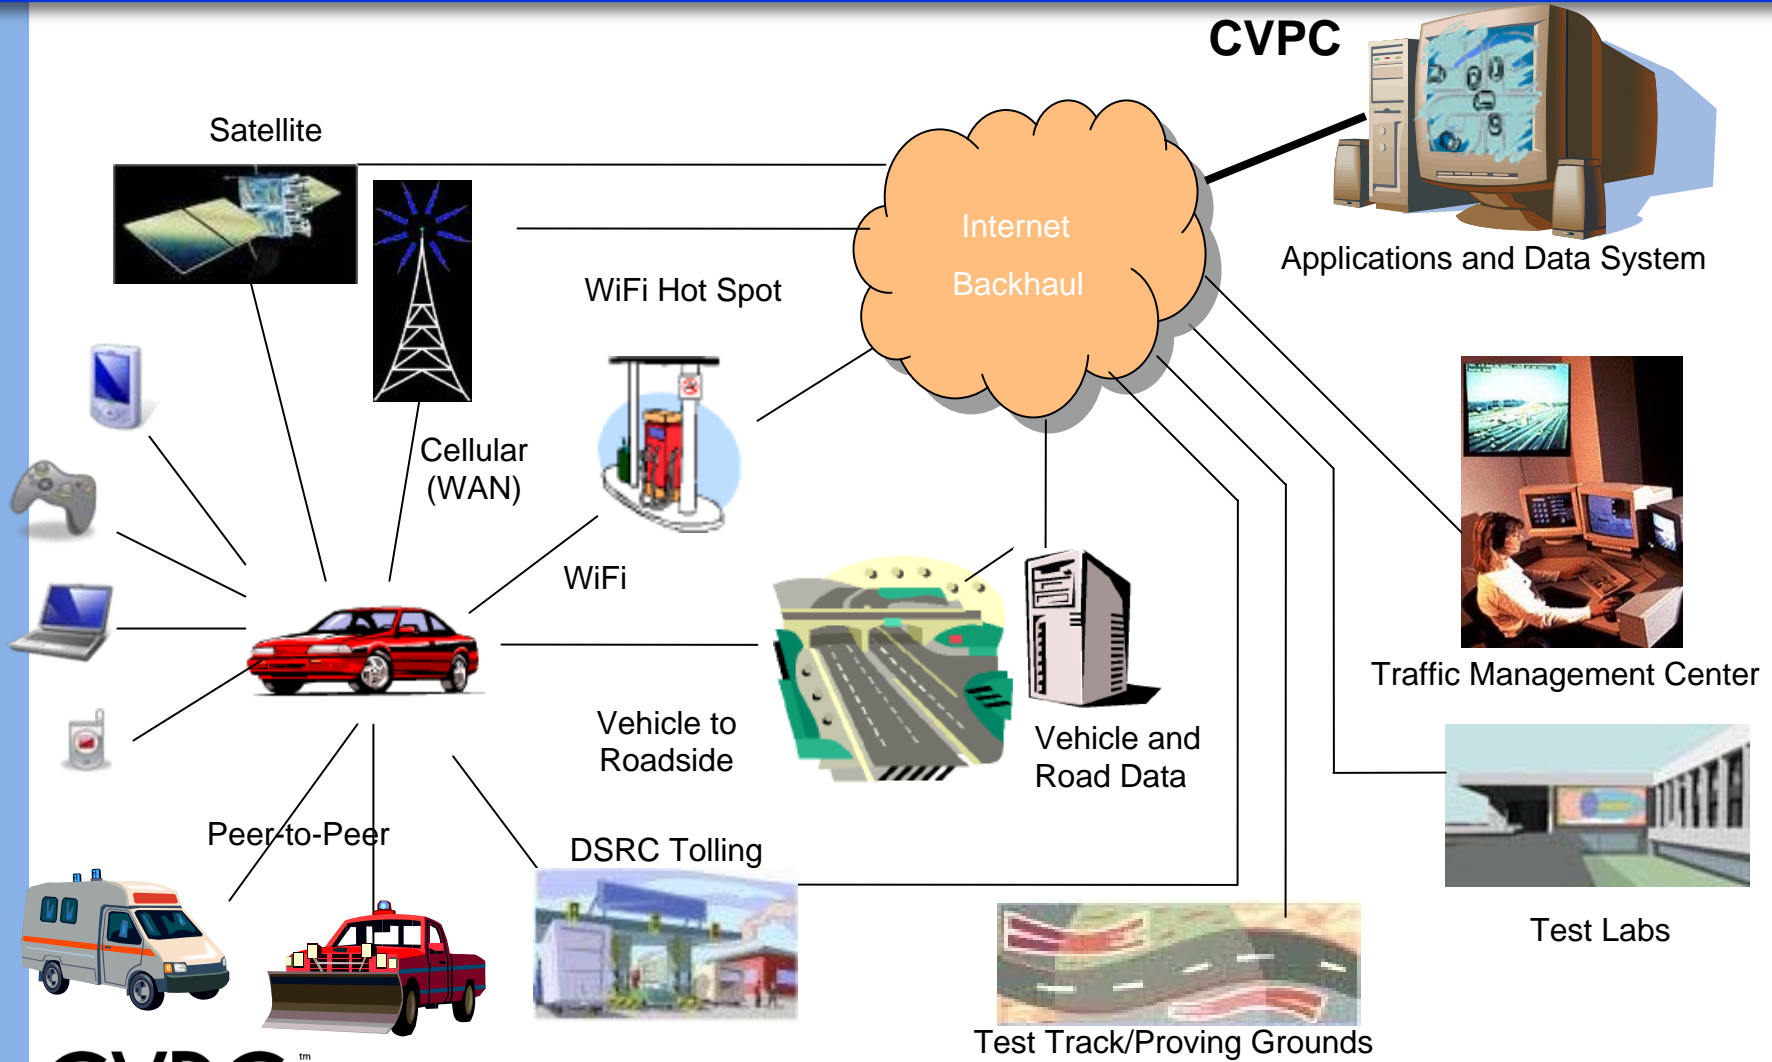 CVPC
Satellite
Internet
Backhaul
Applications and Data System
WiFi Hot Spot
Cellular
(WAN)
WiFi
Traffic Management Center
Vehicle to
Roadside
Vehicle and
Road Data
Peer-to-Peer
DSRC Tolling
Test Labs
Test Track/Proving Grounds
CVPC™